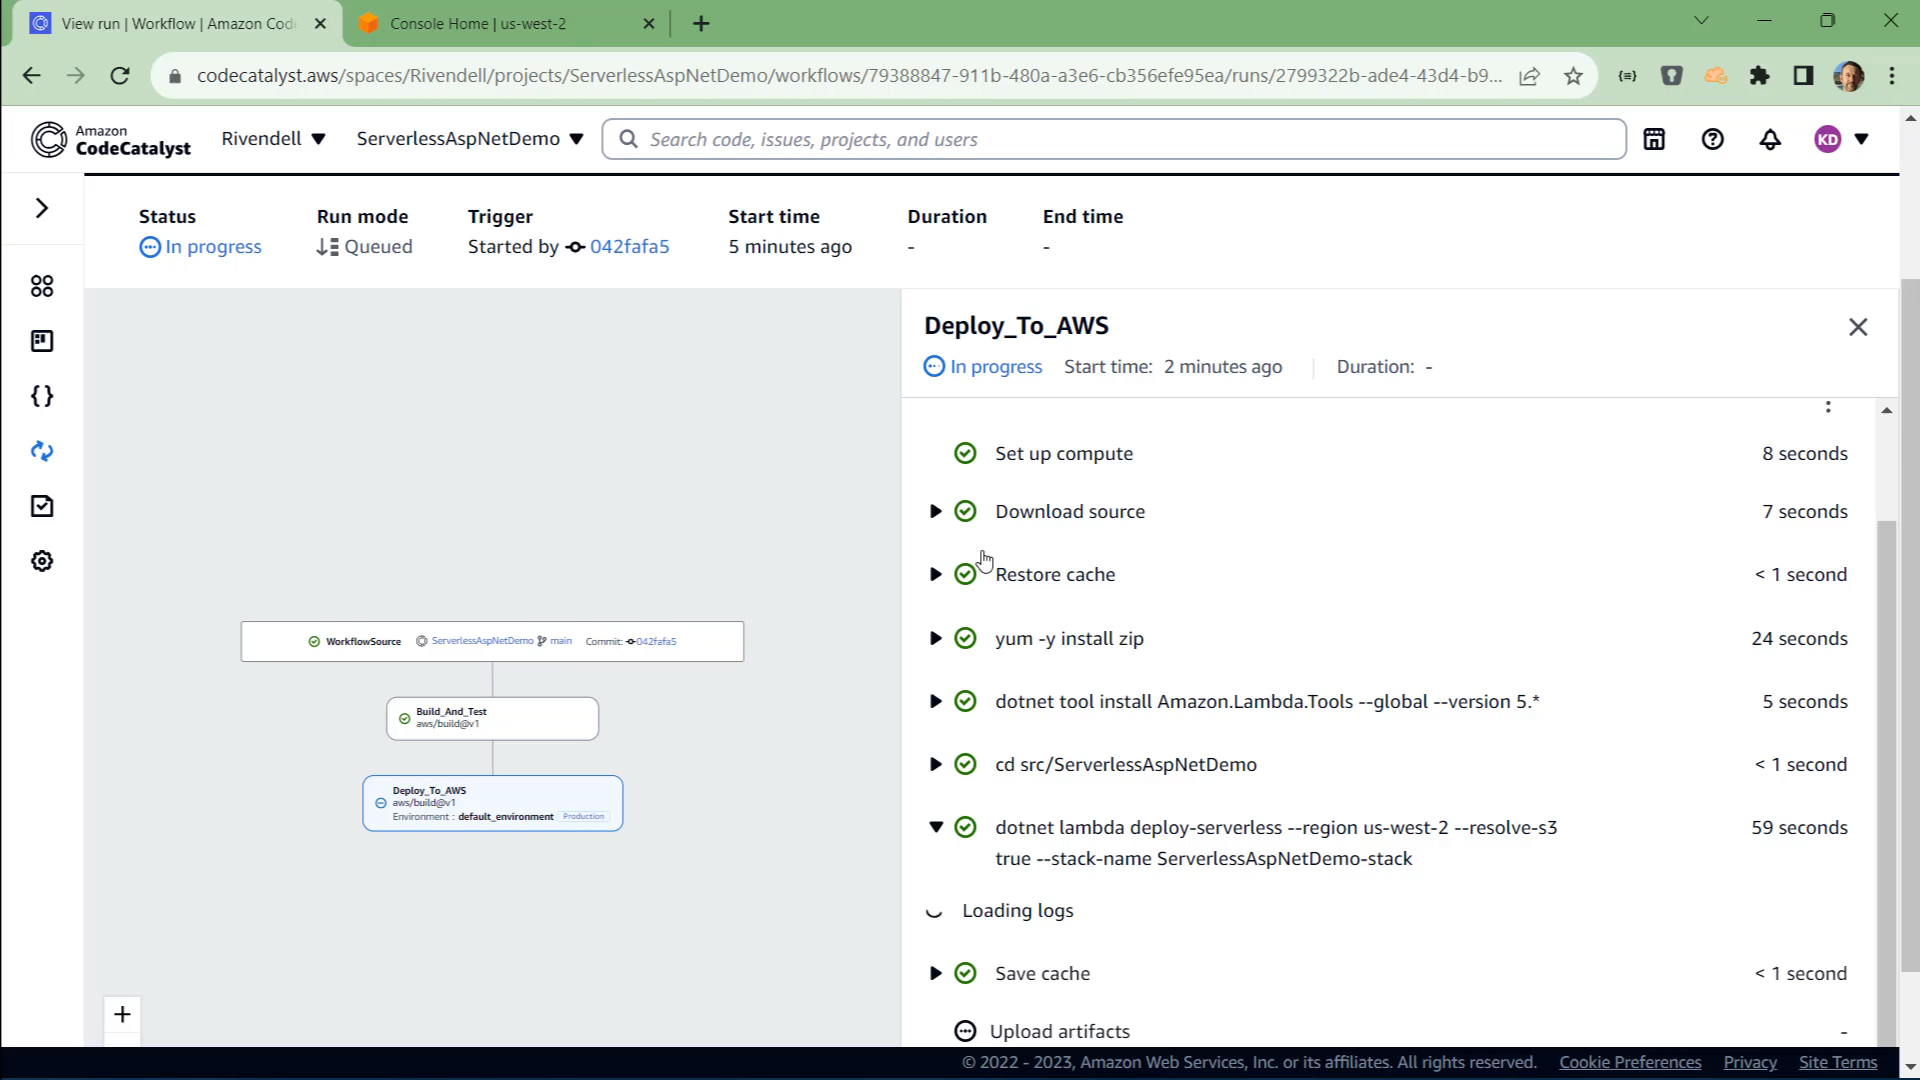 View run | Workflow | Amazon Cod
Console Home | us-west-2
codecatalyst.aws/spaces/Rivendell/projects/ServerlessAspNetDemo/workflows/79388847-911b-480a-a3e6-cb356efe95ea/runs/2799322b-ade4-43d4-b9...
Amazon
CodeCatalyst
Rivendell
ServerlessAspNetDemo
Search code, issues, projects, and users
KD
Status Run mode Trigger Start time Duration End time
In progress Queued Started by 042fafa5 5 minutes ago - -
WorkflowSource ServerlessAspNetDemo main Commit: 042fafa5
Build_And_Test
aws/build@v1
Deploy_To_AWS
aws/build@v1
Environment : default_environment Production
+
Deploy_To_AWS
In progress Start time: 2 minutes ago Duration: -
Set up compute 8 seconds
Download source 7 seconds
Restore cache < 1 second
yum -y install zip 24 seconds
dotnet tool install Amazon.Lambda.Tools --global --version 5.* 5 seconds
cd src/ServerlessAspNetDemo < 1 second
dotnet lambda deploy-serverless --region us-west-2 --resolve-s3 59 seconds
true --stack-name ServerlessAspNetDemo-stack
Loading logs
Save cache < 1 second
Upload artifacts -
© 2022 - 2023, Amazon Web Services, Inc. or its affiliates. All rights reserved. Cookie Preferences Privacy Site Terms